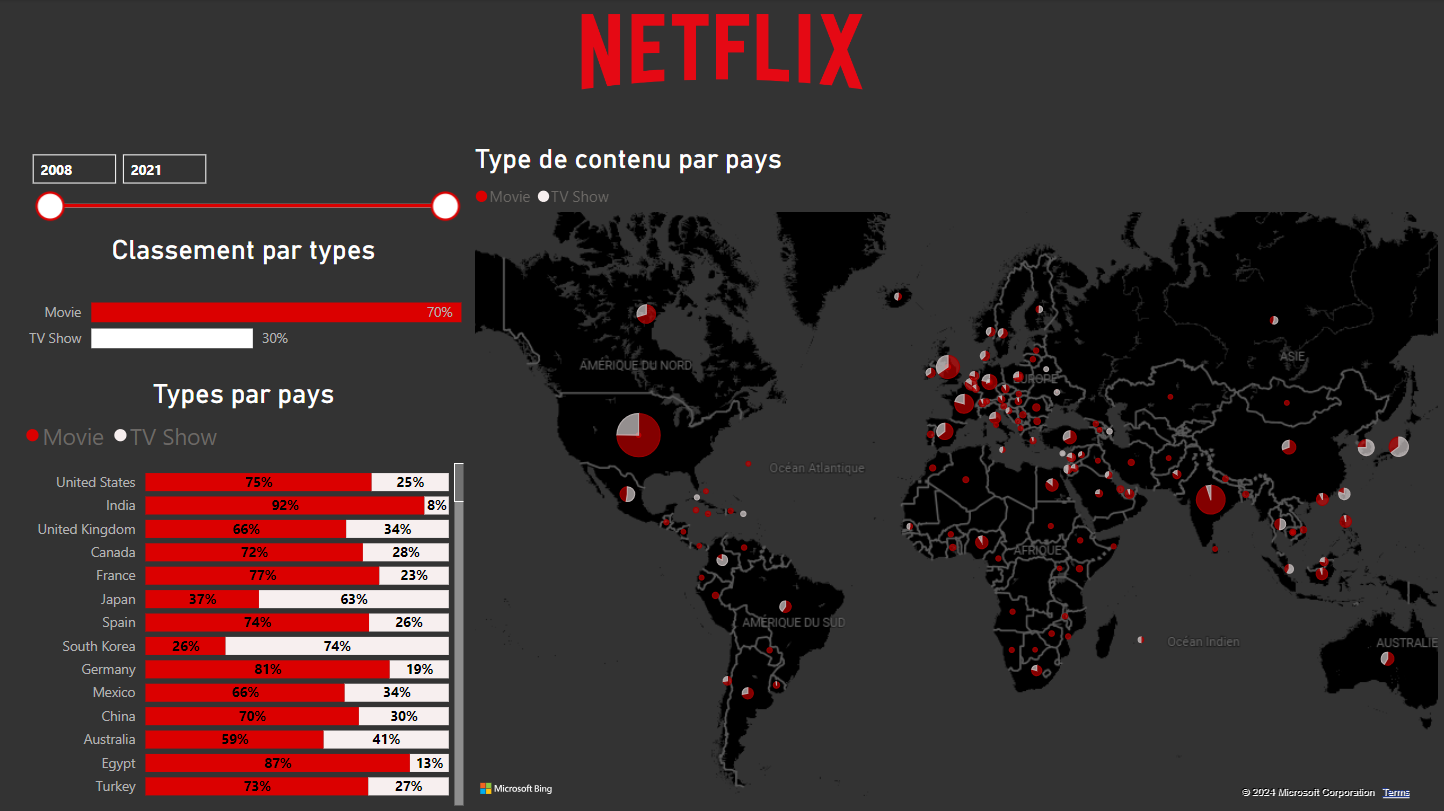 NETFLIX
2008 2021
Classement par types
Movie 70%
TV Show 30%
Types par pays
Movie TV Show
United States 75% 25%
India 92% 8%
United Kingdom 66% 34%
Canada 72% 28%
France 77% 23%
Japan 37% 63%
Spain 74% 26%
South Korea 26% 74%
Germany 81% 19%
Mexico 66% 34%
China 70% 30%
Australia 59% 41%
Egypt 87% 13%
Turkey 73% 27%
Type de contenu par pays
Movie TV Show
AMÉRIQUE DU NORD
ASIE
EUROPE
Océan Atlantique
AFRIQUE
AMÉRIQUE DU SUD
Océan Indien
AUSTRALIE
Microsoft Bing
© 2024 Microsoft Corporation Terms